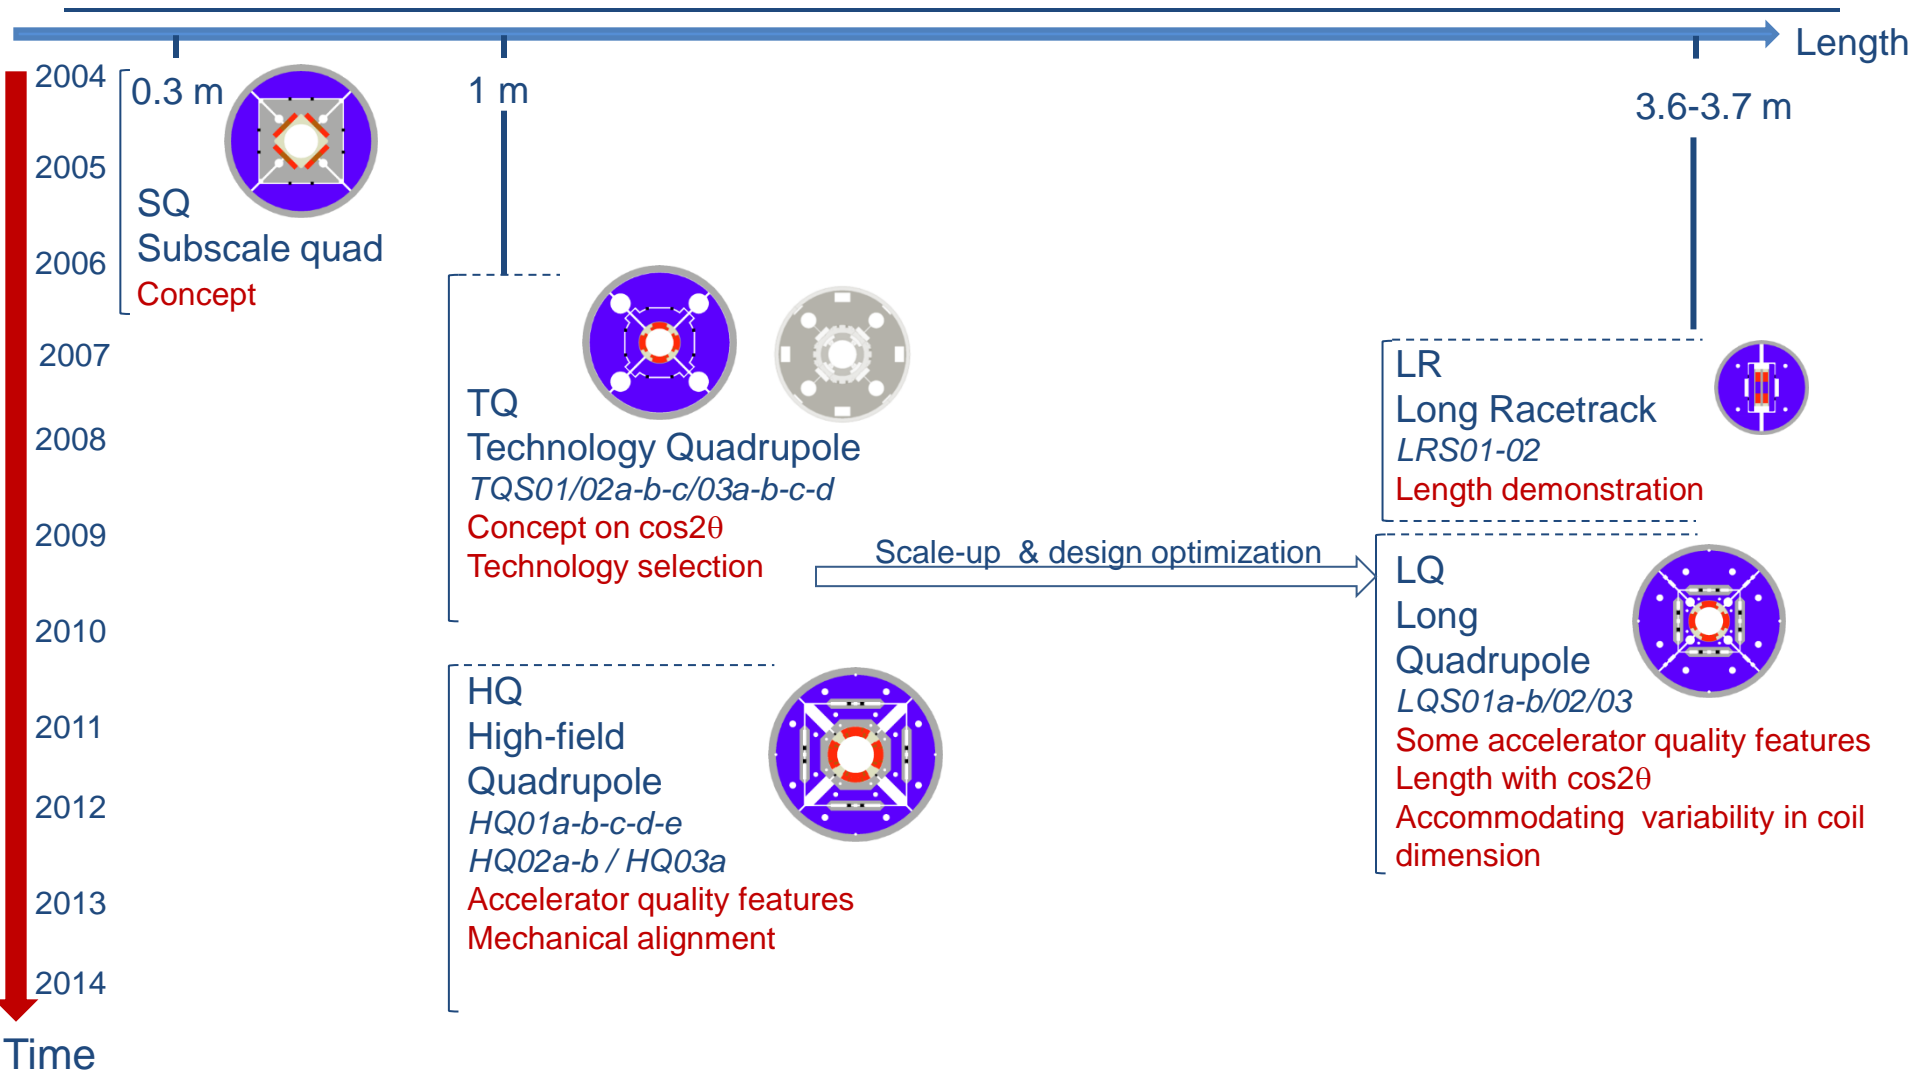 Length
0.3 m
1 m
3.6-3.7 m
2004
2005
2006
2007
2008
2009
2010
2011
2012
2013
2014
Time
SQ
Subscale quad
Concept
TQ
Technology Quadrupole
TQS01/02a-b-c/03a-b-c-d
Concept on cos2θ
Technology selection
Scale-up & design optimization
HQ
High-field
Quadrupole
HQ01a-b-c-d-e
HQ02a-b / HQ03a
Accelerator quality features
Mechanical alignment
LR
Long Racetrack
LRS01-02
Length demonstration
LQ
Long
Quadrupole
LQS01a-b/02/03
Some accelerator quality features
Length with cos2θ
Accommodating variability in coil
dimension